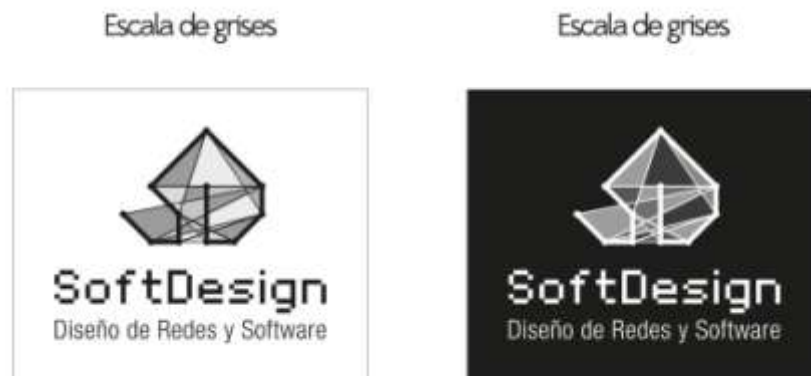 Escala de grises
Escala de grises
SoftDesign
Diseño de Redes y Software
SoftDesign
Diseño de Redes y Software